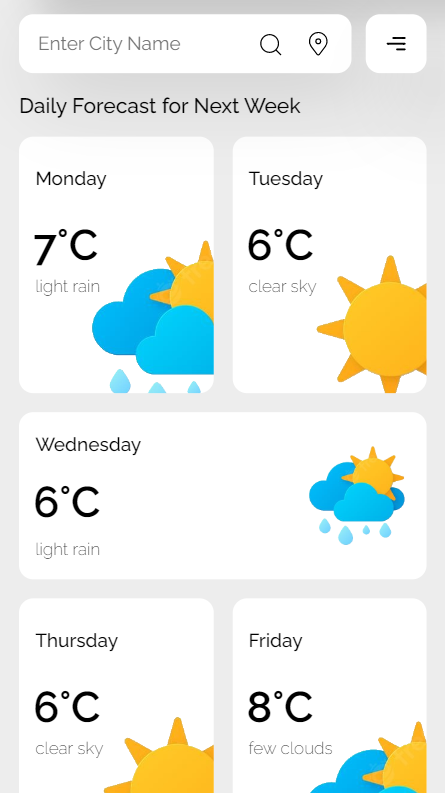 Enter City Name
Daily Forecast for Next Week
Monday
7°C
light rain
Tuesday
6°C
clear sky
Wednesday
6°C
light rain
Thursday
6°C
clear sky
Friday
8°C
few clouds